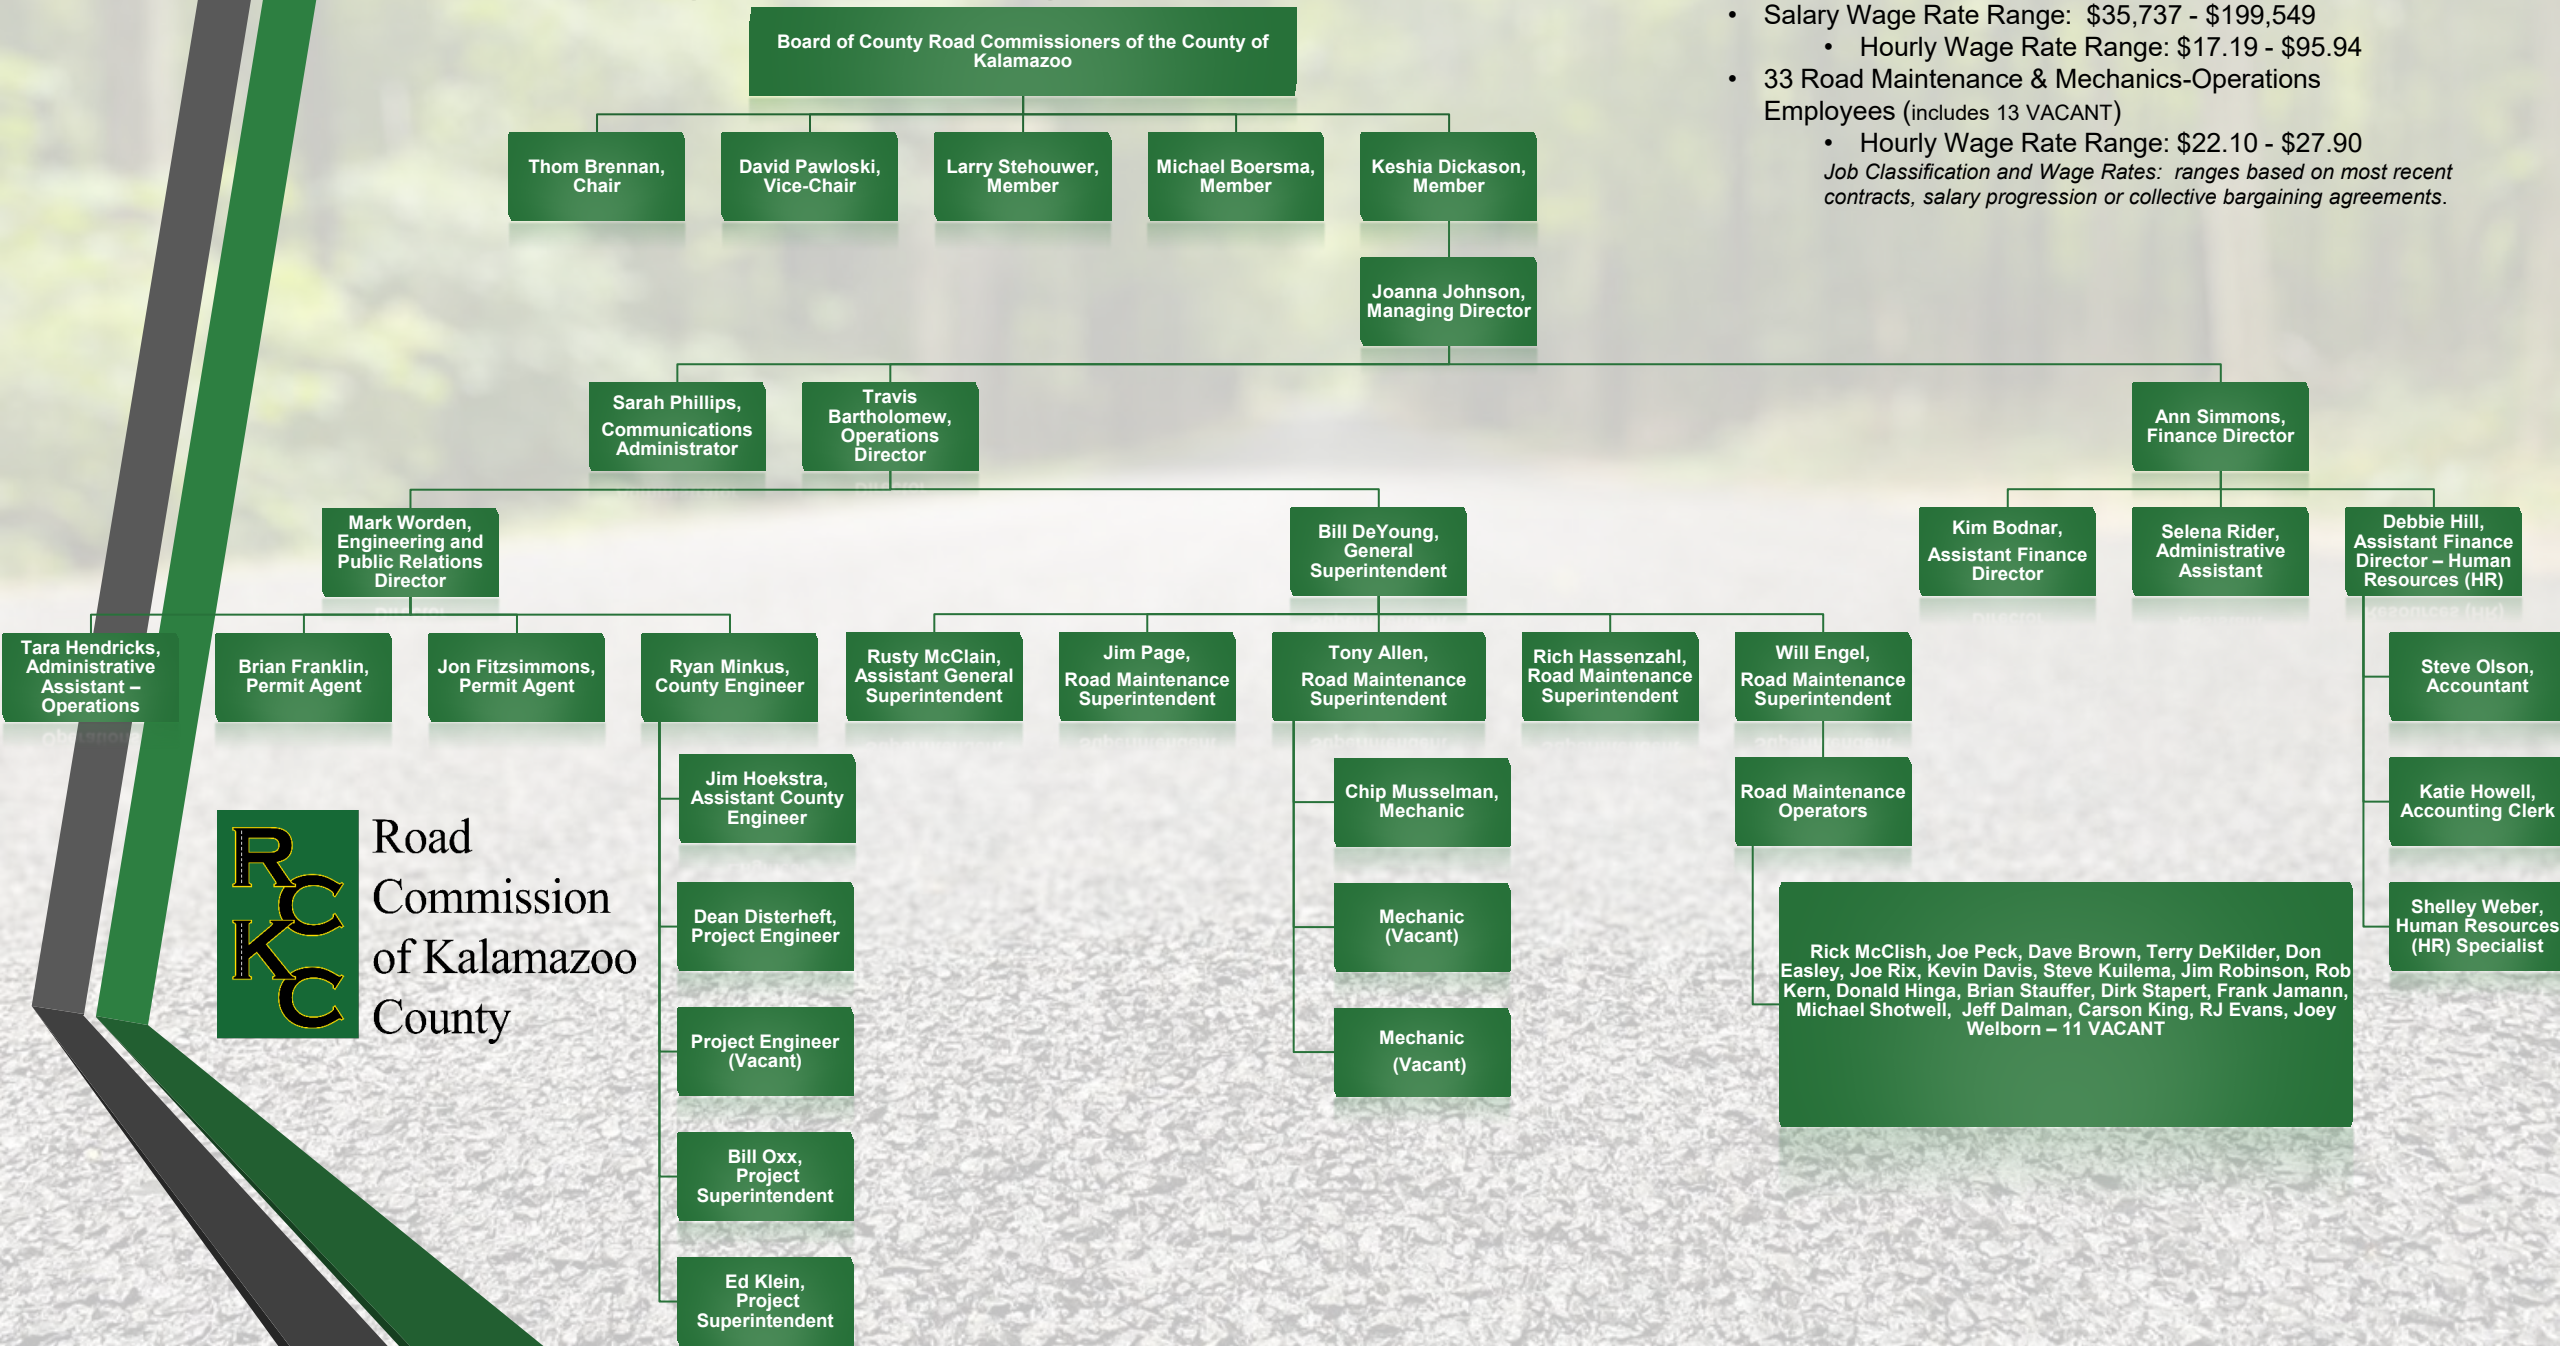 Board of County Road Commissioners of the County of
Kalamazoo
• Salary Wage Rate Range: $35,737 - $199,549
• Hourly Wage Rate Range: $17.19 - $95.94
• 33 Road Maintenance & Mechanics-Operations
Employees (includes 13 VACANT)
• Hourly Wage Rate Range: $22.10 - $27.90
Job Classification and Wage Rates: ranges based on most recent
contracts, salary progression or collective bargaining agreements.
Thom Brennan,
Chair
David Pawloski,
Vice-Chair
Larry Stehouwer,
Member
Michael Boersma,
Member
Keshia Dickason,
Member
Joanna Johnson,
Managing Director
Sarah Phillips,
Communications
Administrator
Travis
Bartholomew,
Operations
Director
Ann Simmons,
Finance Director
Mark Worden,
Engineering and
Public Relations
Director
Bill DeYoung,
General
Superintendent
Kim Bodnar,
Assistant Finance
Director
Selena Rider,
Administrative
Assistant
Debbie Hill,
Assistant Finance
Director – Human
Resources (HR)
Tara Hendricks,
Administrative
Assistant –
Operations
Brian Franklin,
Permit Agent
Jon Fitzsimmons,
Permit Agent
Ryan Minkus,
County Engineer
Rusty McClain,
Assistant General
Superintendent
Jim Page,
Road Maintenance
Superintendent
Tony Allen,
Road Maintenance
Superintendent
Rich Hassenzahl,
Road Maintenance
Superintendent
Will Engel,
Road Maintenance
Superintendent
Steve Olson,
Accountant
Jim Hoekstra,
Assistant County
Engineer
Chip Musselman,
Mechanic
Road Maintenance
Operators
Katie Howell,
Accounting Clerk
Dean Disterheft,
Project Engineer
Mechanic
(Vacant)
Rick McClish, Joe Peck, Dave Brown, Terry DeKilder, Don
Easley, Joe Rix, Kevin Davis, Steve Kuilema, Jim Robinson, Rob
Kern, Donald Hinga, Brian Stauffer, Dirk Stapert, Frank Jamann,
Michael Shotwell, Jeff Dalman, Carson King, RJ Evans, Joey
Welborn – 11 VACANT
Shelley Weber,
Human Resources
(HR) Specialist
Project Engineer
(Vacant)
Mechanic
(Vacant)
Bill Oxx,
Project
Superintendent
Ed Klein,
Project
Superintendent
RCKC
Road
Commission
of Kalamazoo
County